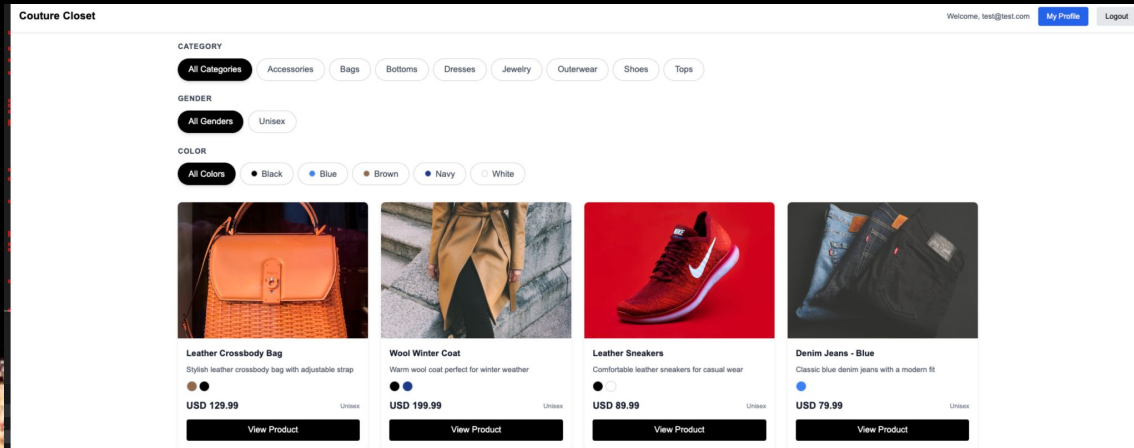 Couture Closet
Welcome, test@test.com
My Profile
Logout
CATEGORY
All Categories
Accessories
Bags
Bottoms
Dresses
Jewelry
Outerwear
Shoes
Tops
GENDER
All Genders
Unisex
COLOR
All Colors
Black
Blue
Brown
Navy
White
NIKE
Leather Crossbody Bag
Stylish leather crossbody bag with adjustable strap
USD 129.99
Unisex
View Product
Wool Winter Coat
Warm wool coat perfect for winter weather
USD 199.99
Unisex
View Product
Leather Sneakers
Comfortable leather sneakers for casual wear
USD 89.99
Unisex
View Product
Denim Jeans - Blue
Classic blue denim jeans with a modern fit
USD 79.99
Unisex
View Product